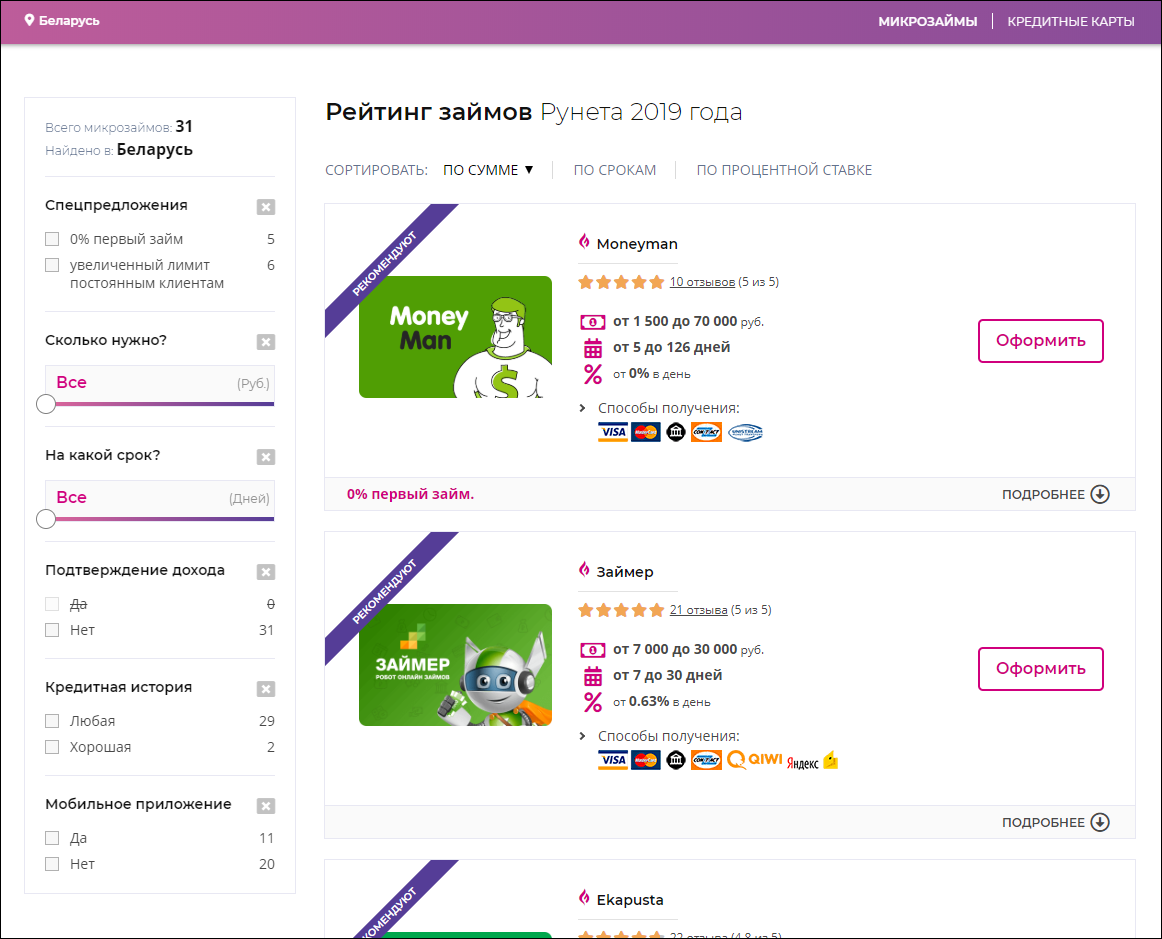 Беларусь
МИКРОЗАЙМЫ
КРЕДИТНЫЕ КАРТЫ
Всего микрозаймов: 31
Найдено в: Беларусь
Спецпредложения
0% первый займ 5
увеличенный лимит 6
постоянным клиентам
Сколько нужно?
Все (Руб.)
На какой срок?
Все (Дней)
Подтверждение дохода
Да 0
Нет 31
Кредитная история
Любая 29
Хорошая 2
Мобильное приложение
Да 11
Нет 20
Рейтинг займов Рунета 2019 года
СОРТИРОВАТЬ: ПО СУММЕ ▼ ПО СРОКАМ ПО ПРОЦЕНТНОЙ СТАВКЕ
РЕКОМЕНДУЮТ
Money
Man
Moneyman
10 отзывов (5 из 5)
от 1 500 до 70 000 руб.
от 5 до 126 дней
от 0% в день
Способы получения:
VISA MasterCard CONTACT UNISTREAM
Оформить
0% первый займ.
ПОДРОБНЕЕ
РЕКОМЕНДУЮТ
ЗАЙМЕР
РОБОТ ОНЛАЙН ЗАЙМОВ
Займер
21 отзыва (5 из 5)
от 7 000 до 30 000 руб.
от 7 до 30 дней
от 0.63% в день
Способы получения:
VISA MasterCard CONTACT QIWI Яндекс
Оформить
ПОДРОБНЕЕ
Ekapusta
22 отзыва (4.8 из 5)